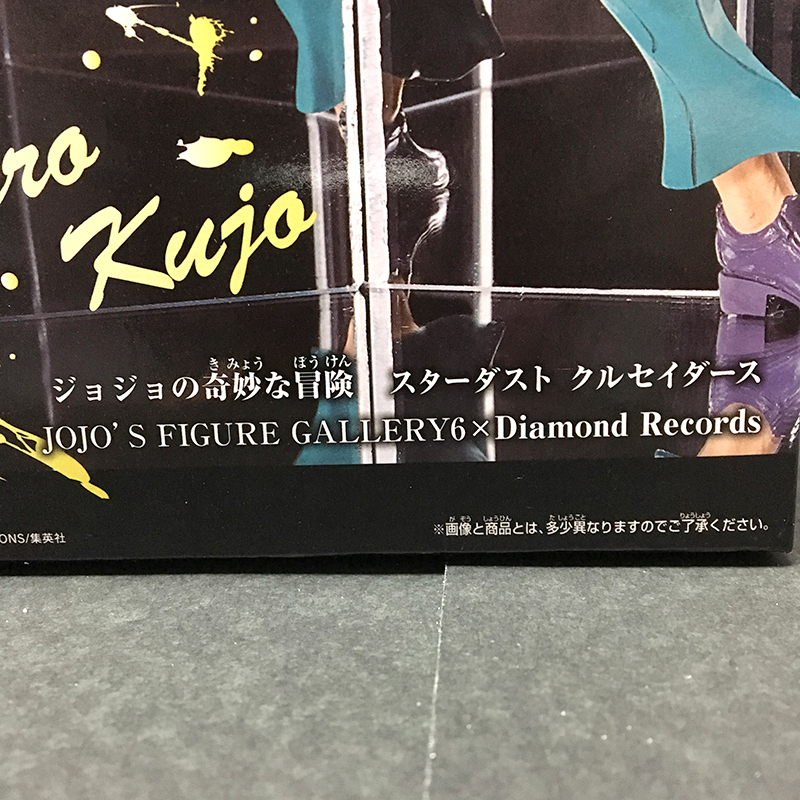 ro
Kujo
ジョジョの奇妙な冒険 スターダスト クルセイダース
JOJO'S FIGURE GALLERY6×Diamond Records
※画像と商品とは、多少異なりますのでご了承ください。
ONS/集英社